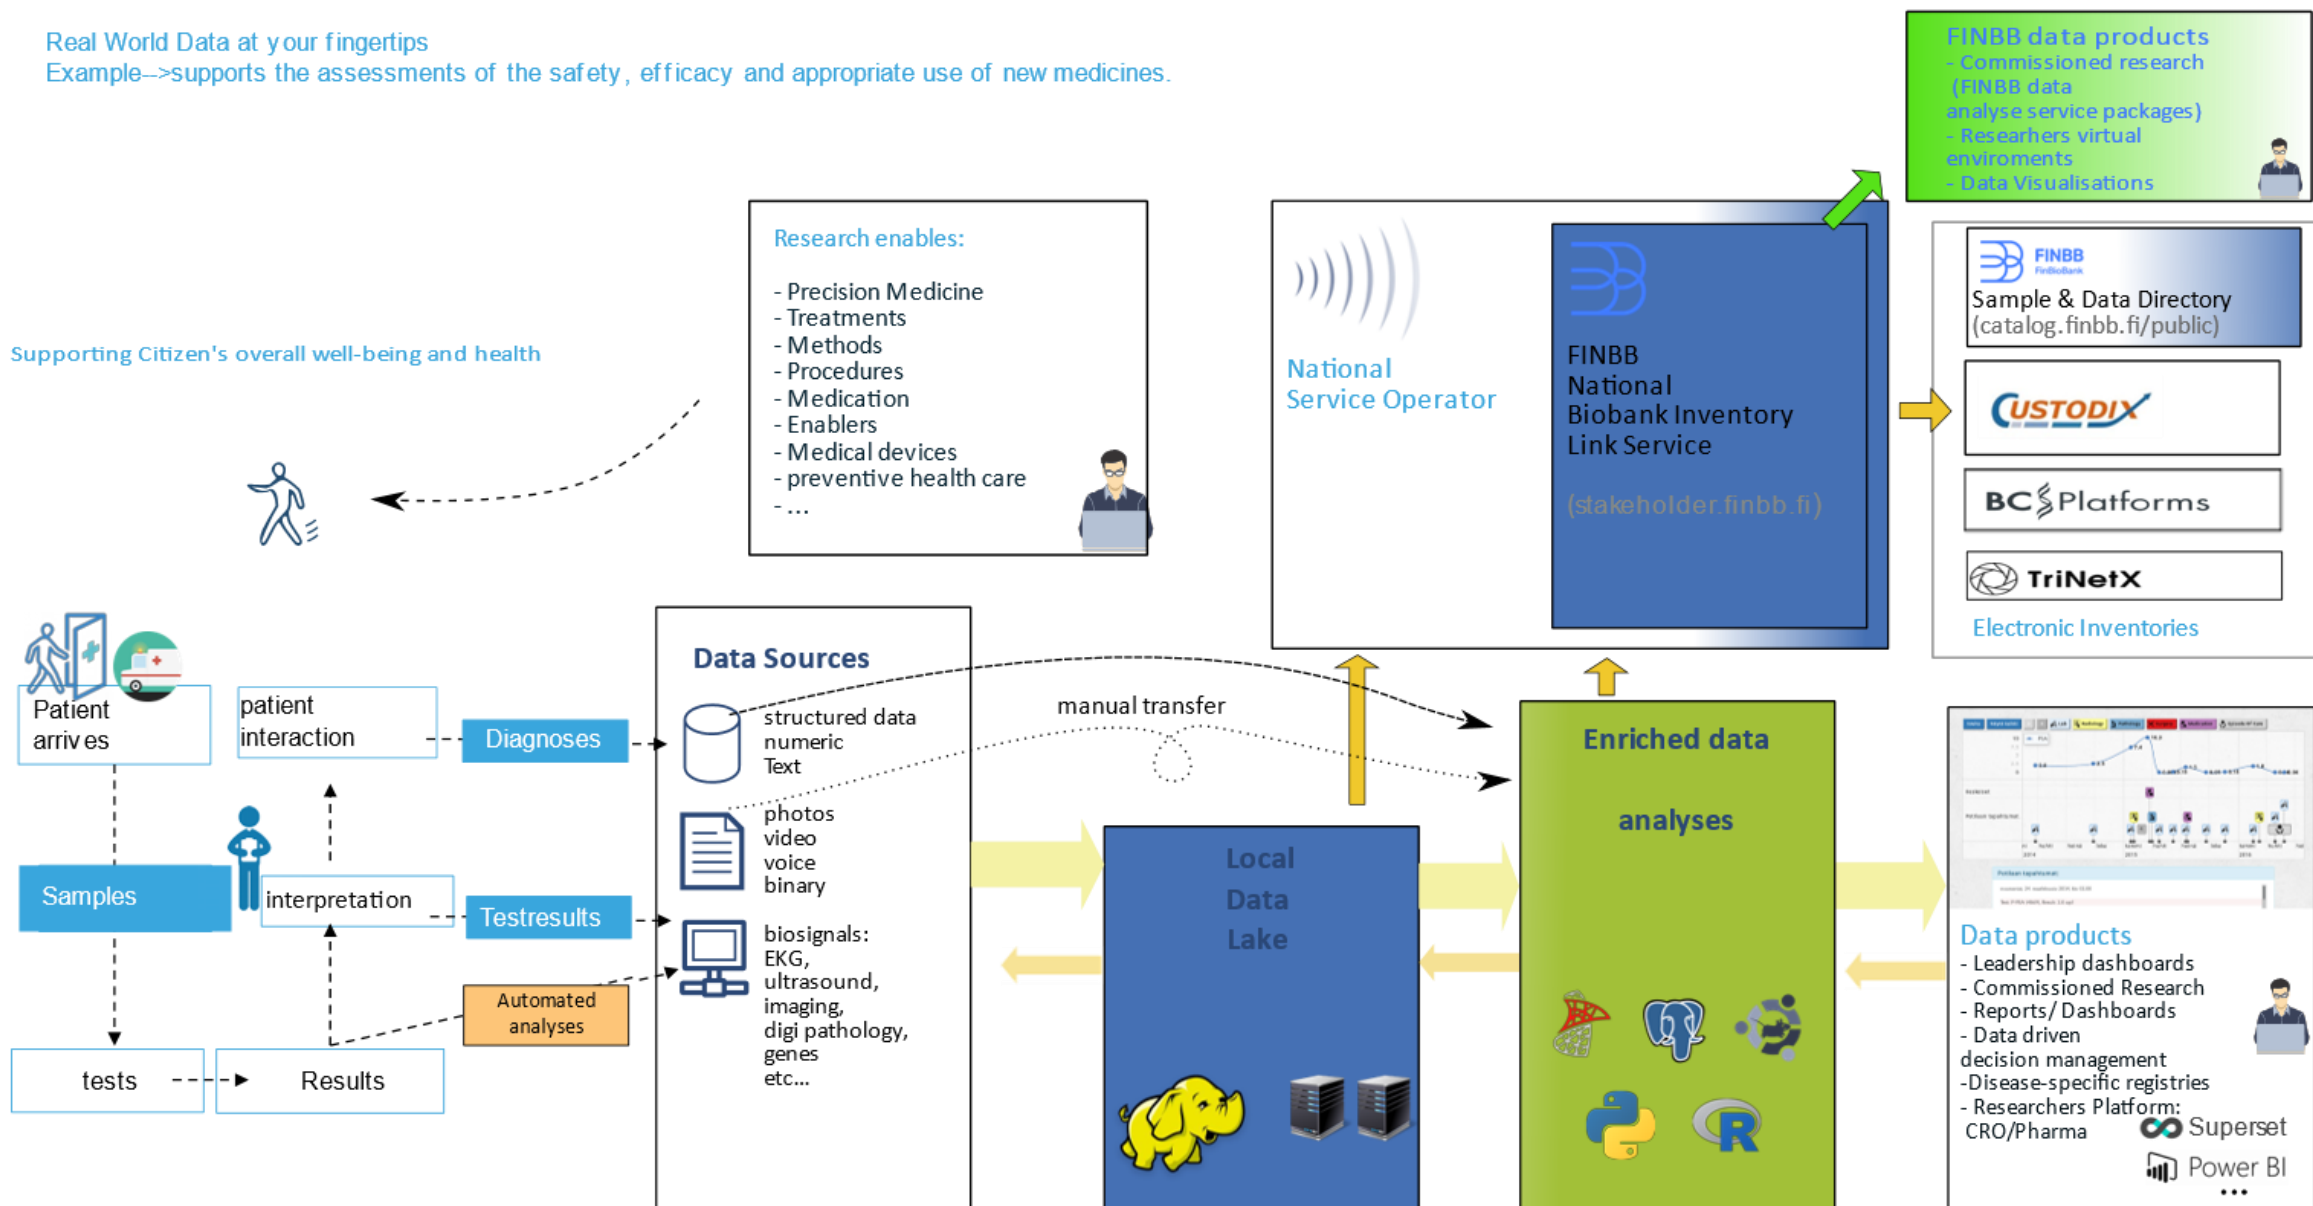 Real World Data at your fingertips
Example-->supports the assessments of the safety, efficacy and appropriate use of new medicines.
FINBB data products
- Commissioned research
(FINBB data
analyse service packages)
- Researhers virtual
enviroments
- Data Visualisations
Research enables:
- Precision Medicine
- Treatments
- Methods
- Procedures
- Medication
- Enablers
- Medical devices
- preventive health care
- ...
Supporting Citizen's overall well-being and health
National
Service Operator
FINBB
National
Biobank Inventory
Link Service
(stakeholder.finbb.fi)
FINBB
FinBioBank
Sample & Data Directory
(catalog.finbb.fi/public)
CUSTODIX
BC Platforms
TriNetX
Electronic Inventories
Patient
arrives
patient
interaction
Diagnoses
Samples
interpretation
Testresults
Automated
analyses
tests
Results
Data Sources
structured data
numeric
Text
photos
video
voice
binary
biosignals:
EKG,
ultrasound,
imaging,
digi pathology,
genes
etc...
manual transfer
Local
Data
Lake
Enriched data
analyses
R
Data products
- Leadership dashboards
- Commissioned Research
- Reports/ Dashboards
- Data driven
decision management
-Disease-specific registries
- Researchers Platform:
CRO/Pharma
Superset
Power BI
...